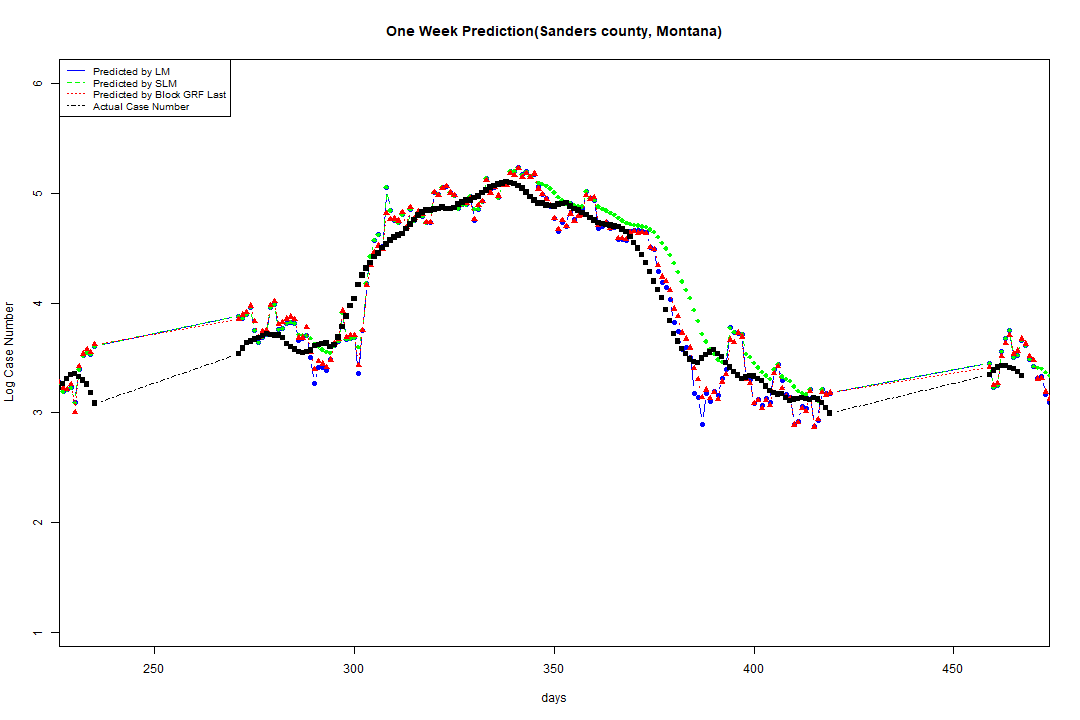 One Week Prediction(Sanders county, Montana)
Predicted by LM
Predicted by SLM
Predicted by Block GRF Last
Actual Case Number
6
5
4
3
2
1
Log Case Number
250
300
350
400
450
days